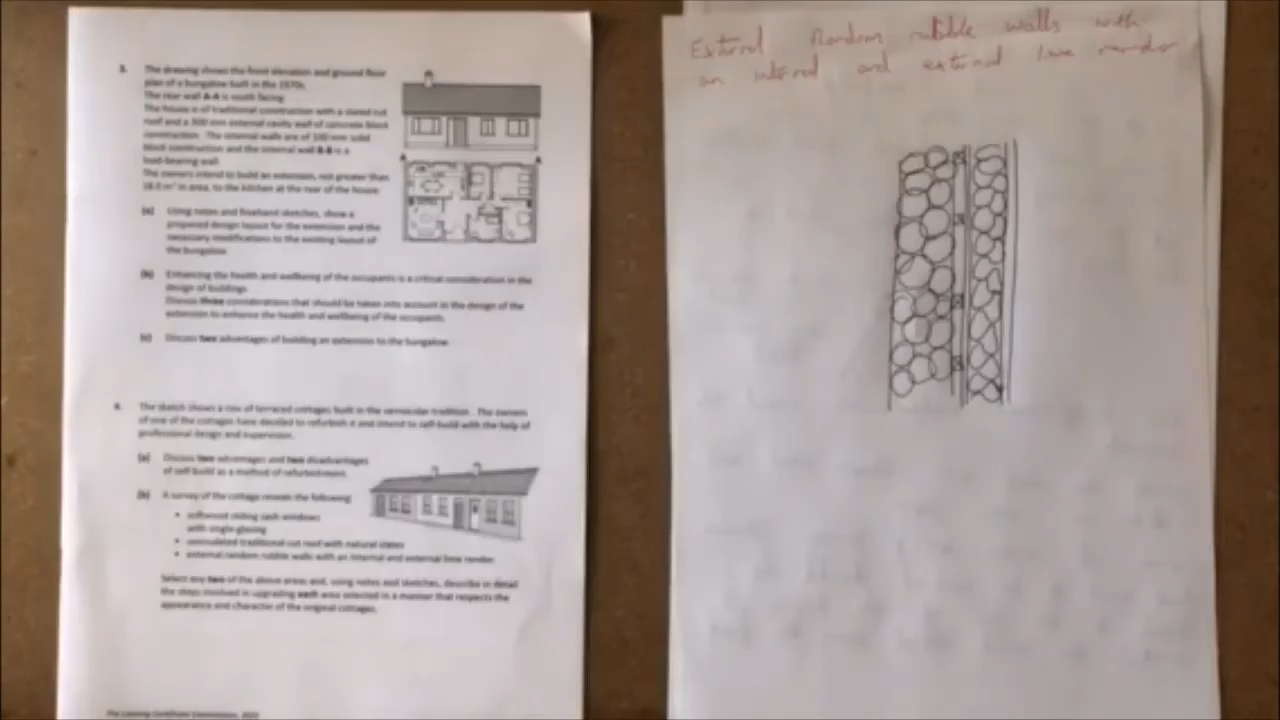 3. The drawing shows the front elevation and ground floor
plan of a bungalow built in the 1970s.
The rear wall A-A is south facing.
The house is of traditional construction with a slated cut
roof and a 300 mm external cavity wall of concrete block
construction. The internal walls are of 100 mm solid
block construction and the internal wall B-B is a
load-bearing wall.
The owners intend to build an extension, not greater than
18.0 m² in area, to the kitchen at the rear of the house.
(a) Using notes and freehand sketches, show a
proposed design layout for the extension and the
necessary modifications to the existing layout of
the bungalow.
(b) Enhancing the health and wellbeing of the occupants is a critical consideration in the
design of buildings.
Discuss three considerations that should be taken into account in the design of the
extension to enhance the health and wellbeing of the occupants.
(c) Discuss two advantages of building an extension to the bungalow.
A A
4. The sketch shows a row of terraced cottages built in the vernacular tradition. The owners
of one of the cottages have decided to refurbish it and intend to self-build with the help of
professional design and supervision.
(a) Discuss two advantages and two disadvantages
of self-build as a method of refurbishment.
(b) A survey of the cottage reveals the following
• softwood sliding sash windows
with single-glazing
• uninsulated traditional cut roof with natural slates
• external random rubble walls with an internal and external lime render.
Select any two of the above areas and, using notes and sketches, describe in detail
the steps involved in upgrading each area selected in a manner that respects the
appearance and character of the original cottages.
Leaving Certificate Examination,
External Random rubble walls with
an internal and external lime render